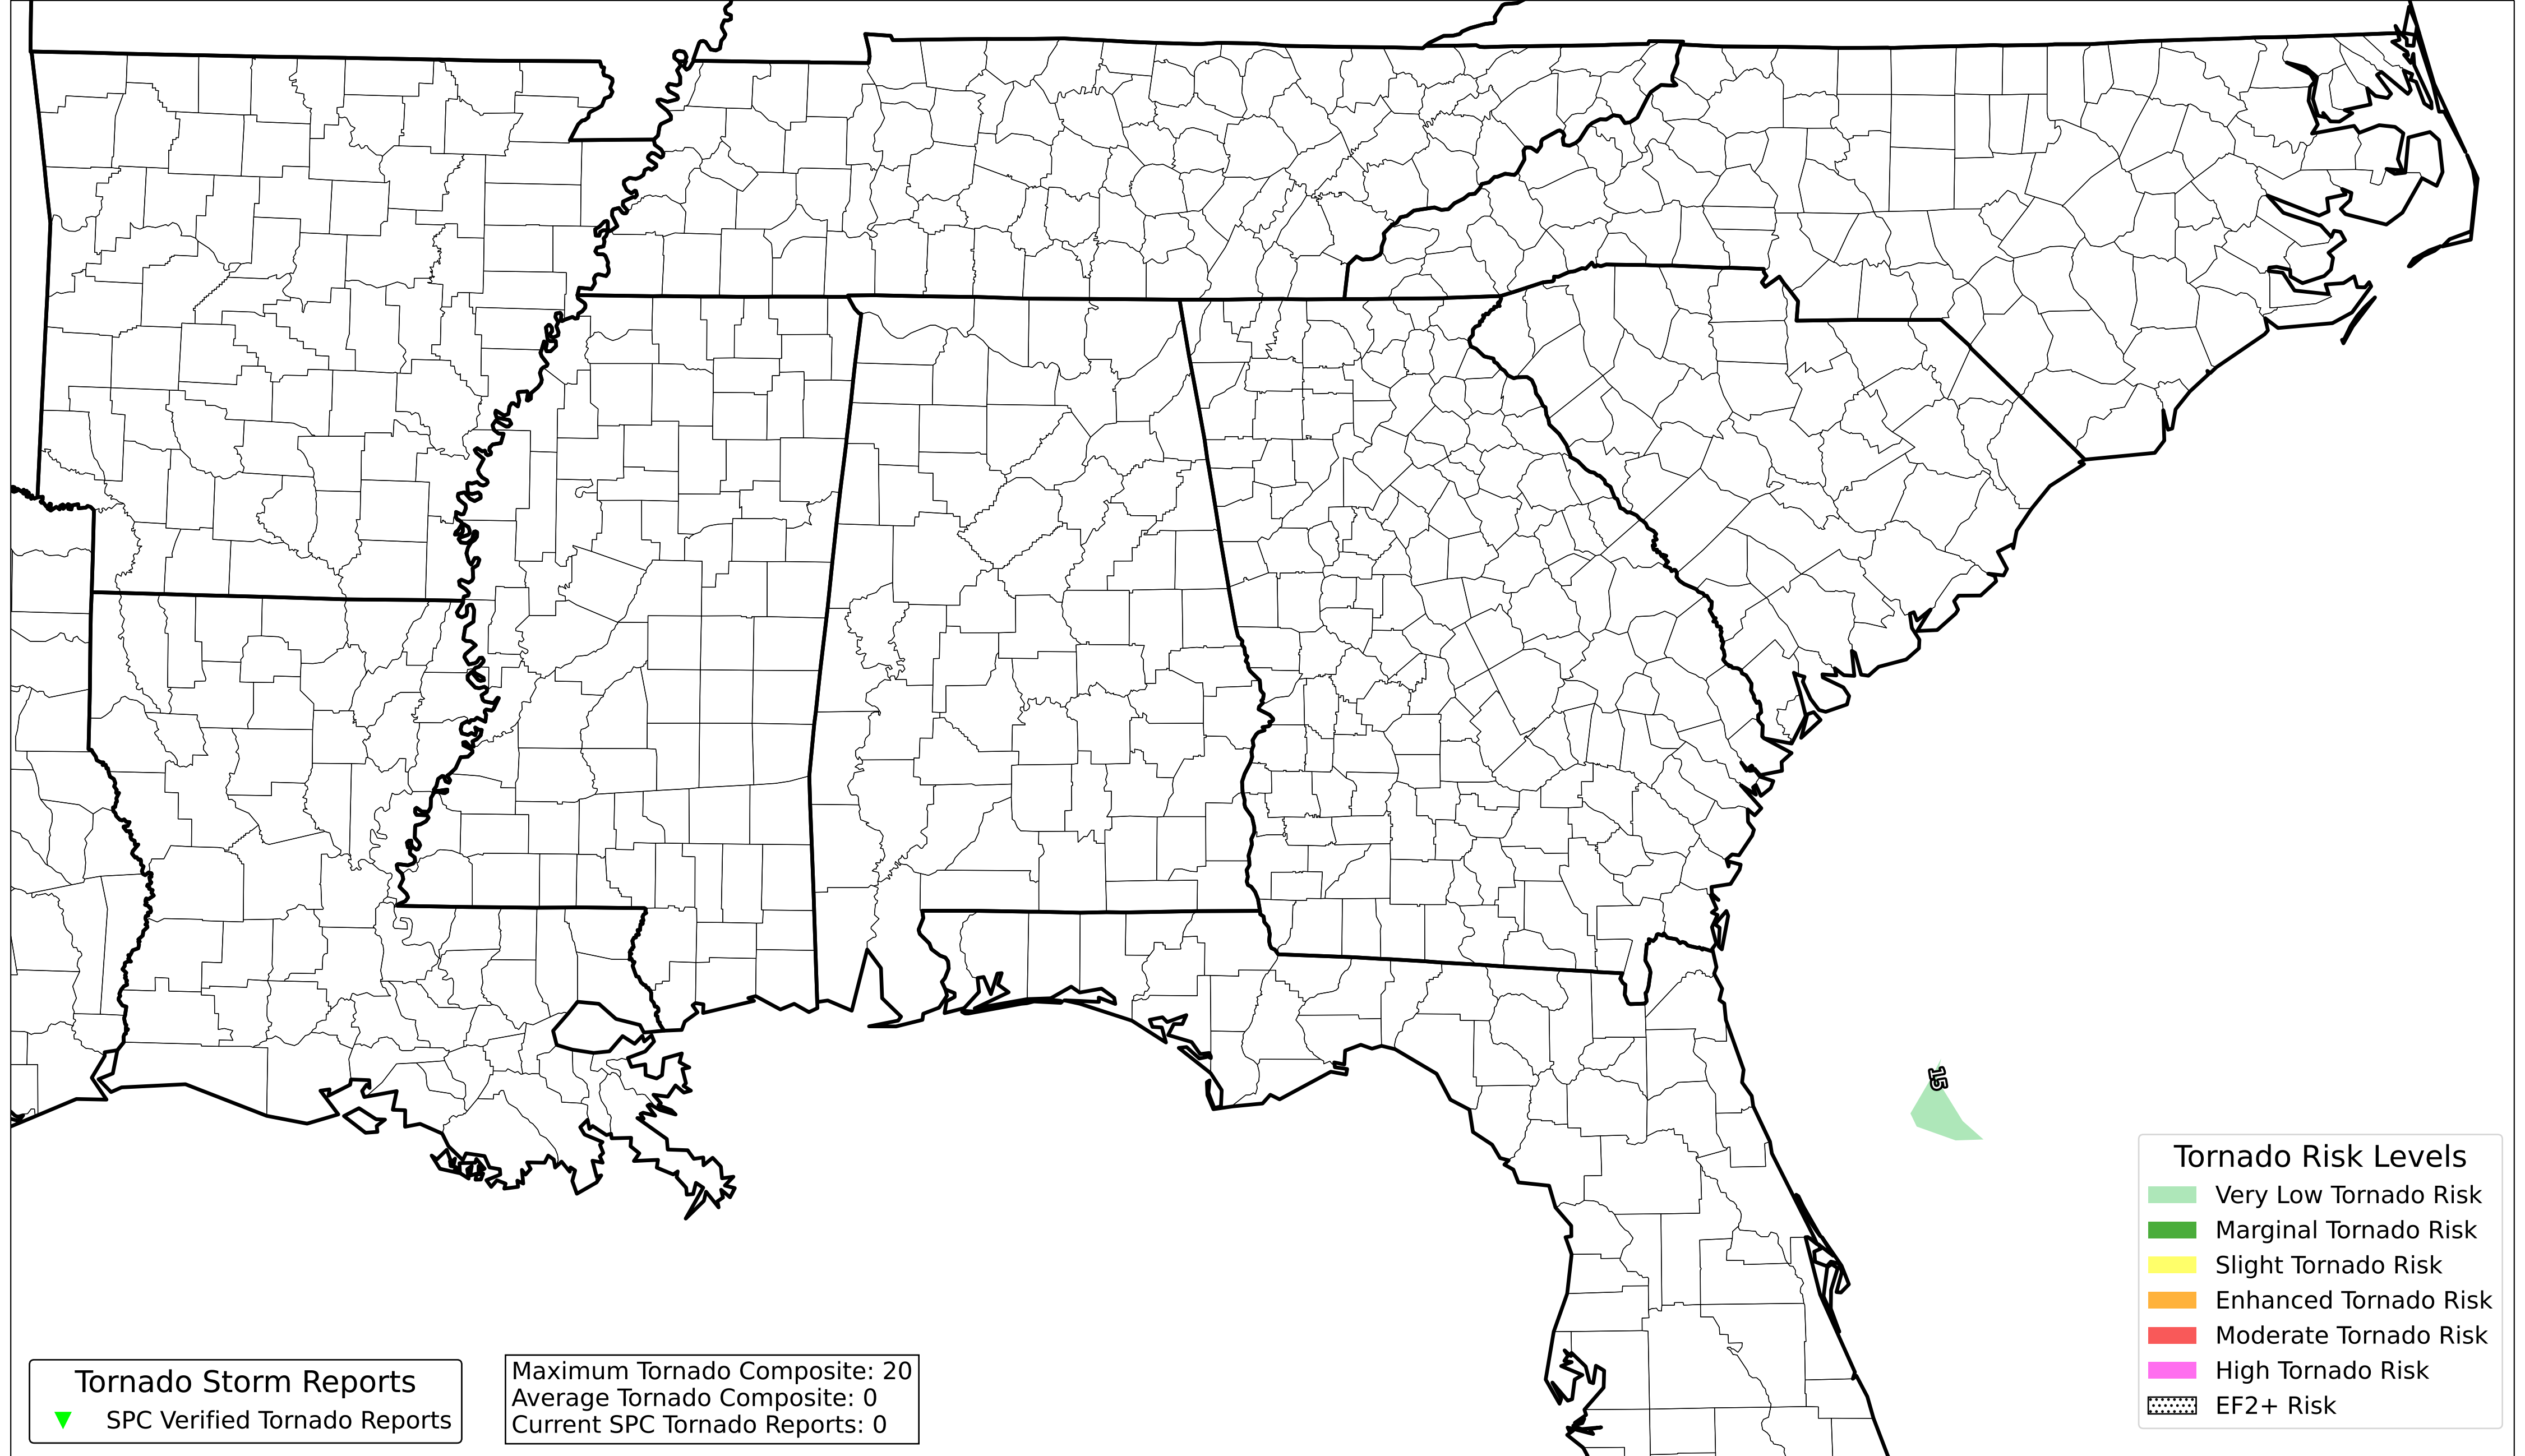 15
Tornado Risk Levels
Very Low Tornado Risk
Marginal Tornado Risk
Slight Tornado Risk
Enhanced Tornado Risk
Moderate Tornado Risk
High Tornado Risk
EF2+ Risk
Tornado Storm Reports
SPC Verified Tornado Reports
Maximum Tornado Composite: 20
Average Tornado Composite: 0
Current SPC Tornado Reports: 0